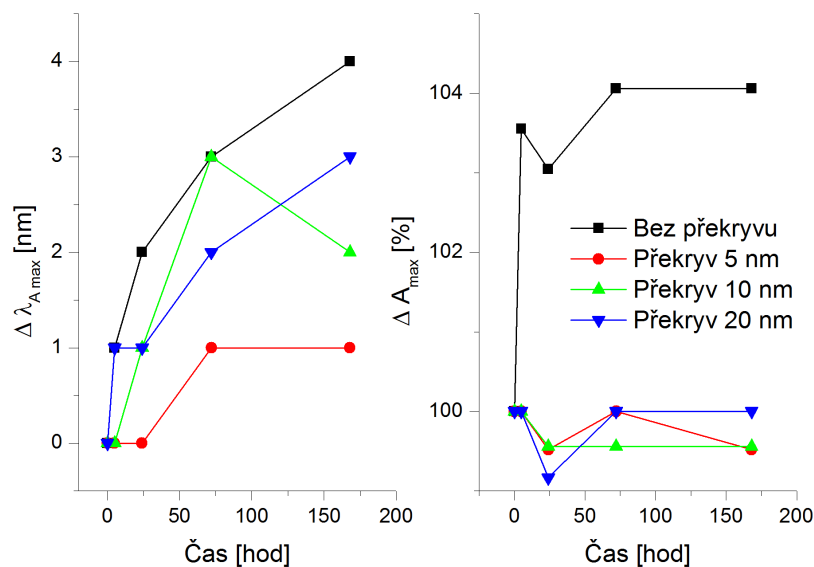 Δ λA max [nm]
4
3
2
1
0
0
50
100
150
200
Čas [hod]
Δ Amax [%]
104
102
100
0
50
100
150
200
Čas [hod]
Bez překryvu
Překryv 5 nm
Překryv 10 nm
Překryv 20 nm